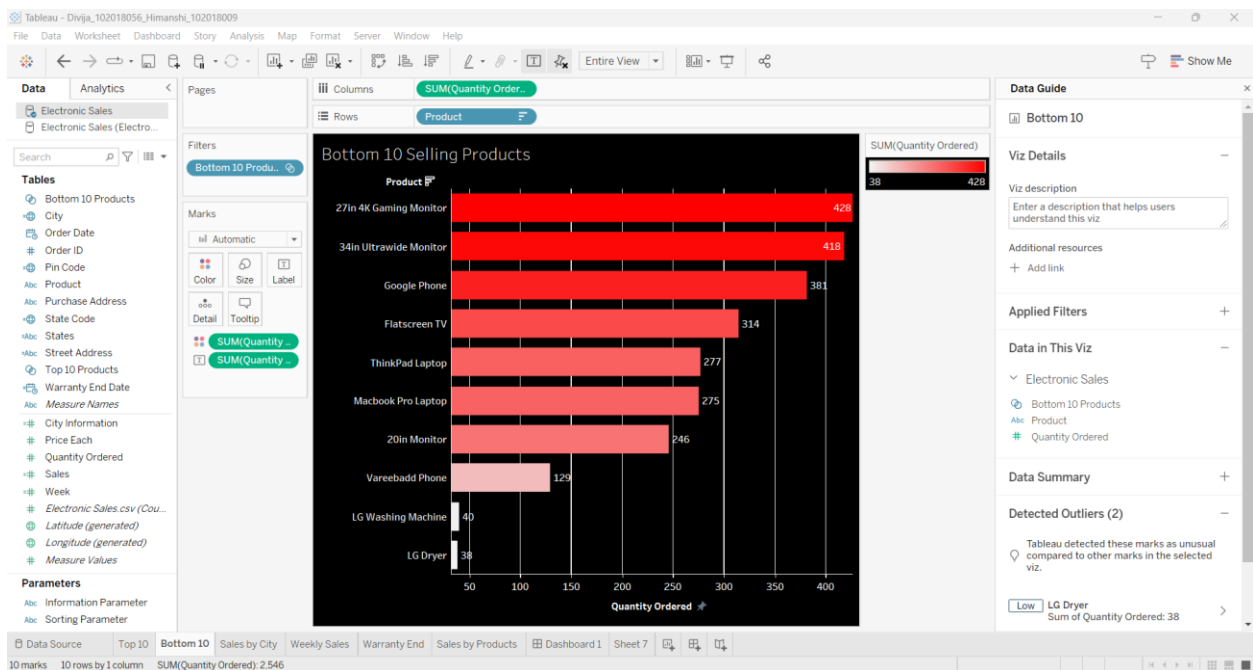 Tableau - Divija_102018056_Himanshi_102018009
File Data Worksheet Dashboard Story Analysis Map Format Server Window Help
Entire View
Show Me
Data Analytics
Electronic Sales
Electronic Sales (Electro...
Search
Tables
Bottom 10 Products
City
Order Date
Order ID
Pin Code
Abc Product
Abc Purchase Address
State Code
Abc States
Abc Street Address
Top 10 Products
Warranty End Date
Abc Measure Names
City Information
Price Each
Quantity Ordered
Sales
Week
Electronic Sales.csv (Cou...
Latitude (generated)
Longitude (generated)
Measure Values
Parameters
Abc Information Parameter
Abc Sorting Parameter
Pages
Filters
Bottom 10 Produ..
Marks
Automatic
Color Size Label
Detail Tooltip
SUM(Quantity ..
SUM(Quantity ..
Columns SUM(Quantity Order..
Rows Product
Bottom 10 Selling Products
Product
27in 4K Gaming Monitor 428
34in Ultrawide Monitor 418
Google Phone 381
Flatscreen TV 314
ThinkPad Laptop 277
Macbook Pro Laptop 275
20in Monitor 246
Vareebadd Phone 129
LG Washing Machine 40
LG Dryer 38
50 100 150 200 250 300 350 400
Quantity Ordered
SUM(Quantity Ordered)
38 428
Data Guide
Bottom 10
Viz Details
Viz description
Enter a description that helps users
understand this viz
Additional resources
+ Add link
Applied Filters
Data in This Viz
Electronic Sales
Bottom 10 Products
Abc Product
# Quantity Ordered
Data Summary
Detected Outliers (2)
Tableau detected these marks as unusual
compared to other marks in the selected
viz.
Low LG Dryer
Sum of Quantity Ordered: 38
Data Source Top 10 Bottom 10 Sales by City Weekly Sales Warranty End Sales by Products Dashboard 1 Sheet 7
10 marks 10 rows by 1 column SUM(Quantity Ordered): 2.546